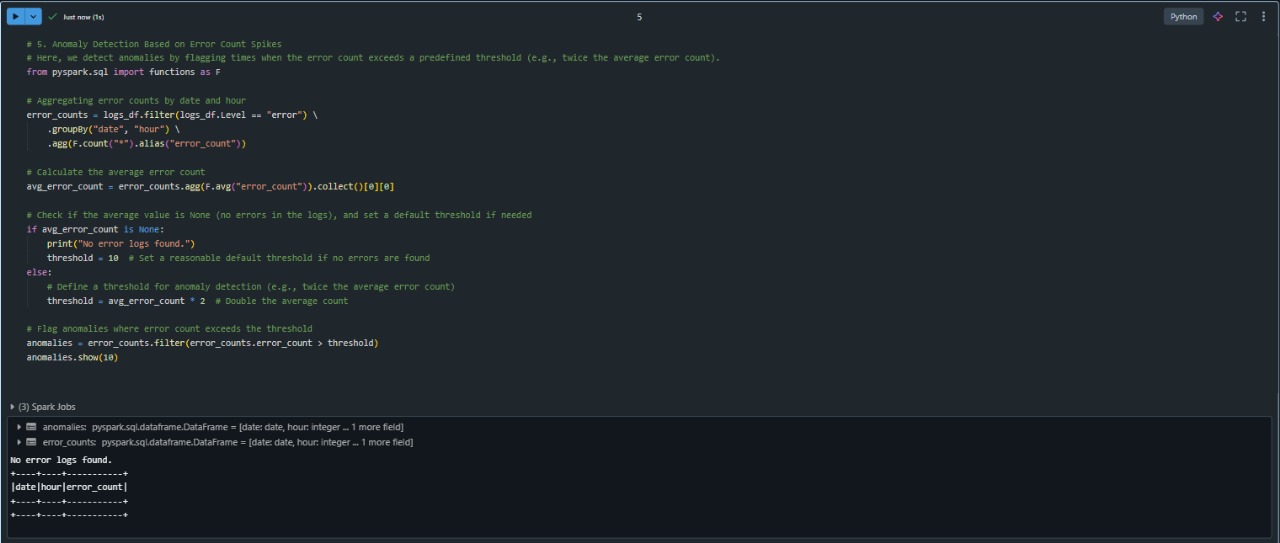 Just now (1s)
5
Python
# 5. Anomaly Detection Based on Error Count Spikes
# Here, we detect anomalies by flagging times when the error count exceeds a predefined threshold (e.g., twice the average error count).
from pyspark.sql import functions as F
# Aggregating error counts by date and hour
error_counts = logs_df.filter(logs_df.Level == "error") \
    .groupBy("date", "hour") \
    .agg(F.count("*").alias("error_count"))
# Calculate the average error count
avg_error_count = error_counts.agg(F.avg("error_count")).collect()[0][0]
# Check if the average value is None (no errors in the logs), and set a default threshold if needed
if avg_error_count is None:
    print("No error logs found.")
    threshold = 10  # Set a reasonable default threshold if no errors are found
else:
    # Define a threshold for anomaly detection (e.g., twice the average error count)
    threshold = avg_error_count * 2  # Double the average count
# Flag anomalies where error count exceeds the threshold
anomalies = error_counts.filter(error_counts.error_count > threshold)
anomalies.show(10)
(3) Spark Jobs
anomalies: pyspark.sql.dataframe.DataFrame = [date: date, hour: integer ... 1 more field]
error_counts: pyspark.sql.dataframe.DataFrame = [date: date, hour: integer ... 1 more field]
No error logs found.
+----+----+-----------+
|date|hour|error_count|
+----+----+-----------+
+----+----+-----------+